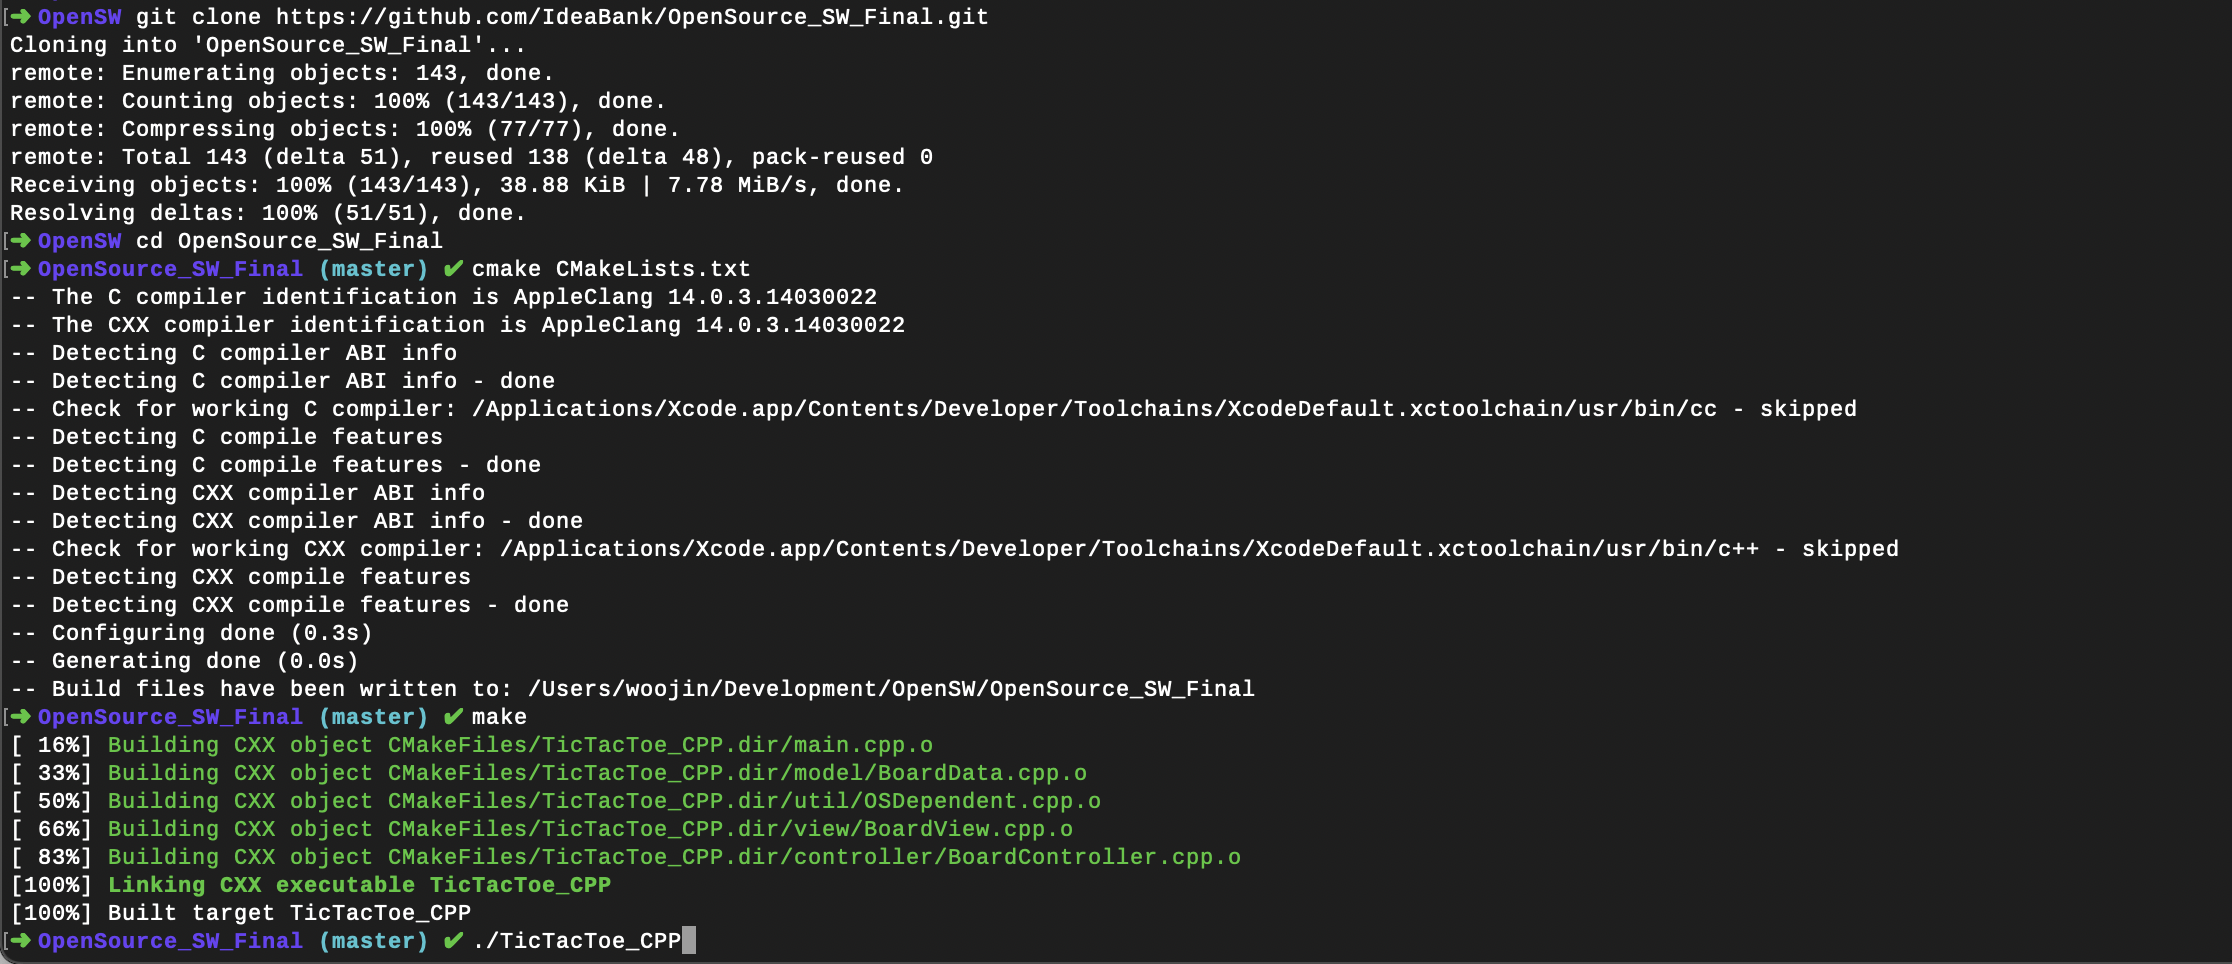 [➜ OpenSW git clone https://github.com/IdeaBank/OpenSource_SW_Final.git
Cloning into 'OpenSource_SW_Final'...
remote: Enumerating objects: 143, done.
remote: Counting objects: 100% (143/143), done.
remote: Compressing objects: 100% (77/77), done.
remote: Total 143 (delta 51), reused 138 (delta 48), pack-reused 0
Receiving objects: 100% (143/143), 38.88 KiB | 7.78 MiB/s, done.
Resolving deltas: 100% (51/51), done.
[➜ OpenSW cd OpenSource_SW_Final
[➜ OpenSource_SW_Final (master) ✔ cmake CMakeLists.txt
-- The C compiler identification is AppleClang 14.0.3.14030022
-- The CXX compiler identification is AppleClang 14.0.3.14030022
-- Detecting C compiler ABI info
-- Detecting C compiler ABI info - done
-- Check for working C compiler: /Applications/Xcode.app/Contents/Developer/Toolchains/XcodeDefault.xctoolchain/usr/bin/cc - skipped
-- Detecting C compile features
-- Detecting C compile features - done
-- Detecting CXX compiler ABI info
-- Detecting CXX compiler ABI info - done
-- Check for working CXX compiler: /Applications/Xcode.app/Contents/Developer/Toolchains/XcodeDefault.xctoolchain/usr/bin/c++ - skipped
-- Detecting CXX compile features
-- Detecting CXX compile features - done
-- Configuring done (0.3s)
-- Generating done (0.0s)
-- Build files have been written to: /Users/woojin/Development/OpenSW/OpenSource_SW_Final
[➜ OpenSource_SW_Final (master) ✔ make
[ 16%] Building CXX object CMakeFiles/TicTacToe_CPP.dir/main.cpp.o
[ 33%] Building CXX object CMakeFiles/TicTacToe_CPP.dir/model/BoardData.cpp.o
[ 50%] Building CXX object CMakeFiles/TicTacToe_CPP.dir/util/OSDependent.cpp.o
[ 66%] Building CXX object CMakeFiles/TicTacToe_CPP.dir/view/BoardView.cpp.o
[ 83%] Building CXX object CMakeFiles/TicTacToe_CPP.dir/controller/BoardController.cpp.o
[100%] Linking CXX executable TicTacToe_CPP
[100%] Built target TicTacToe_CPP
[➜ OpenSource_SW_Final (master) ✔ ./TicTacToe_CPP